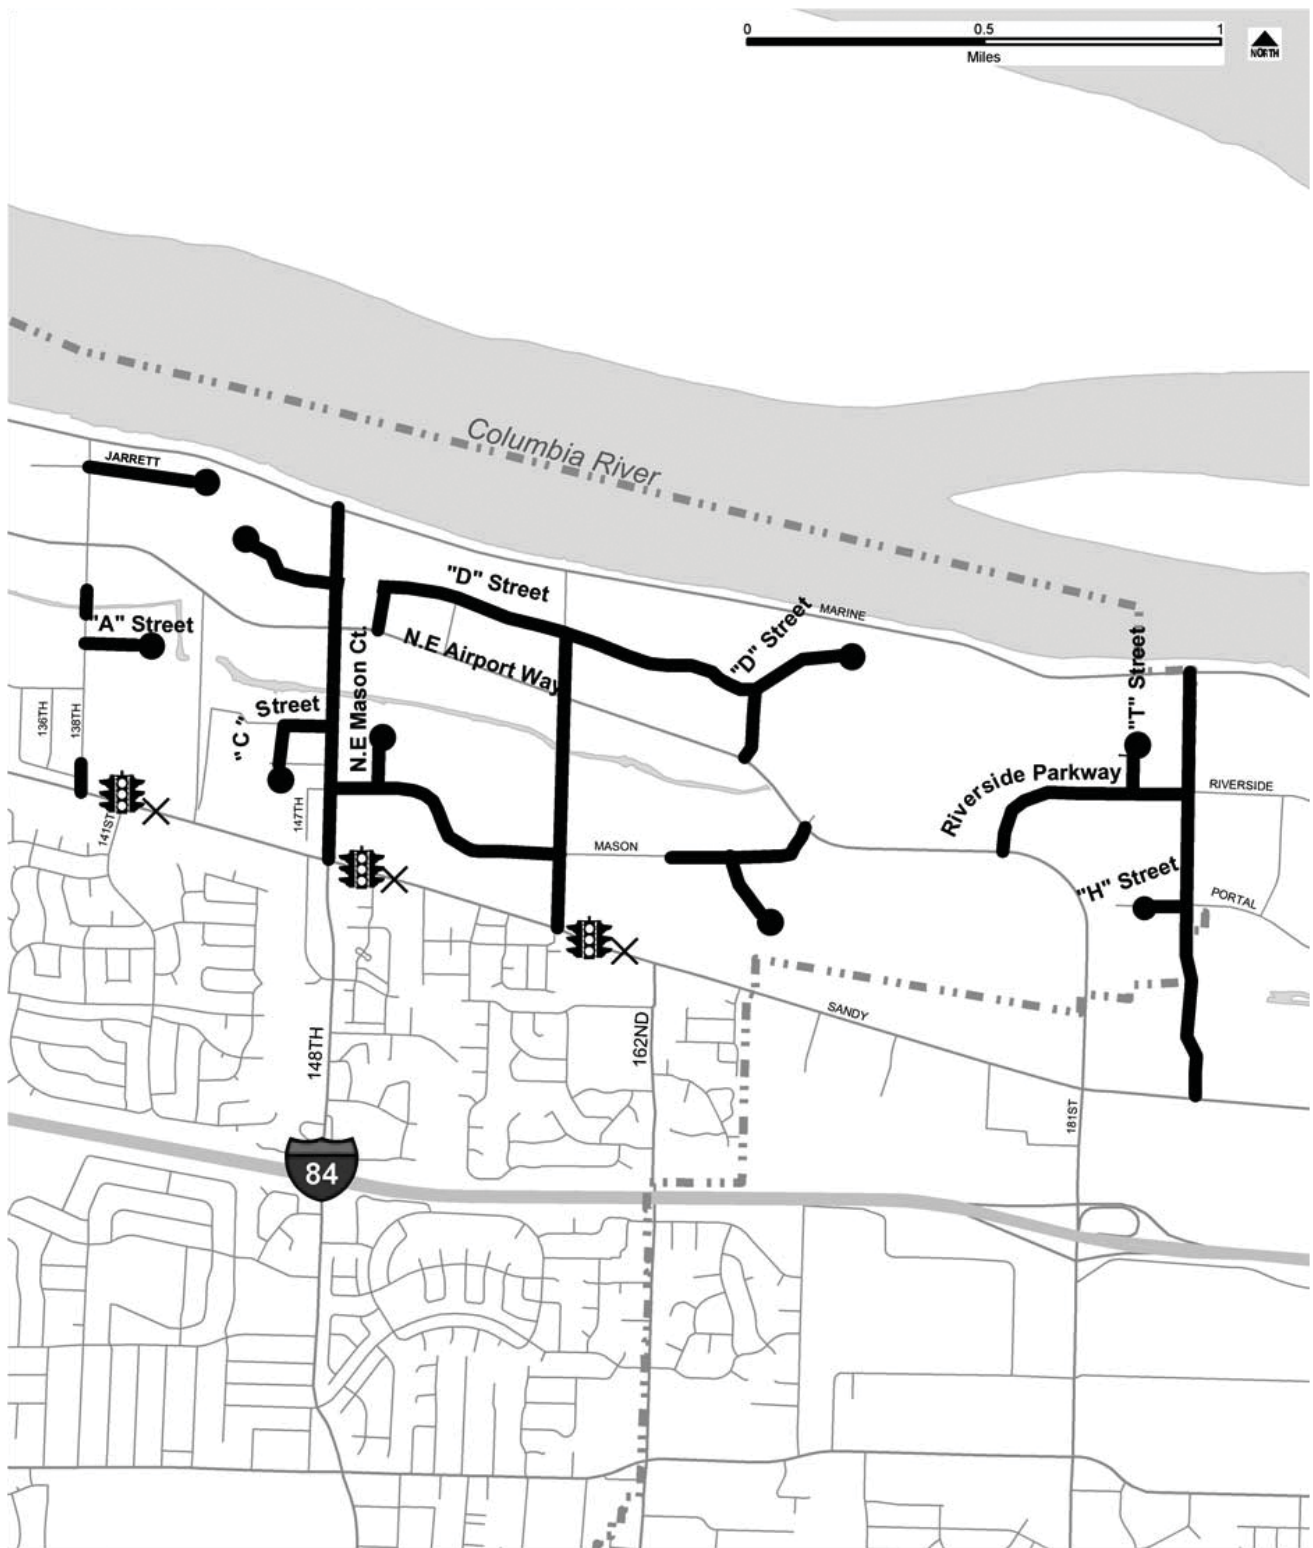 0 0.5 1
Miles
NORTH
Columbia River
JARRETT
"D" Street
"A" Street
N.E Airport Way
"D" Street
MARINE
"T" Street
136TH
138TH
"C" Street
N.E Mason Ct.
Riverside Parkway
RIVERSIDE
141ST
147TH
MASON
"H" Street
PORTAL
SANDY
148TH
162ND
181ST
84